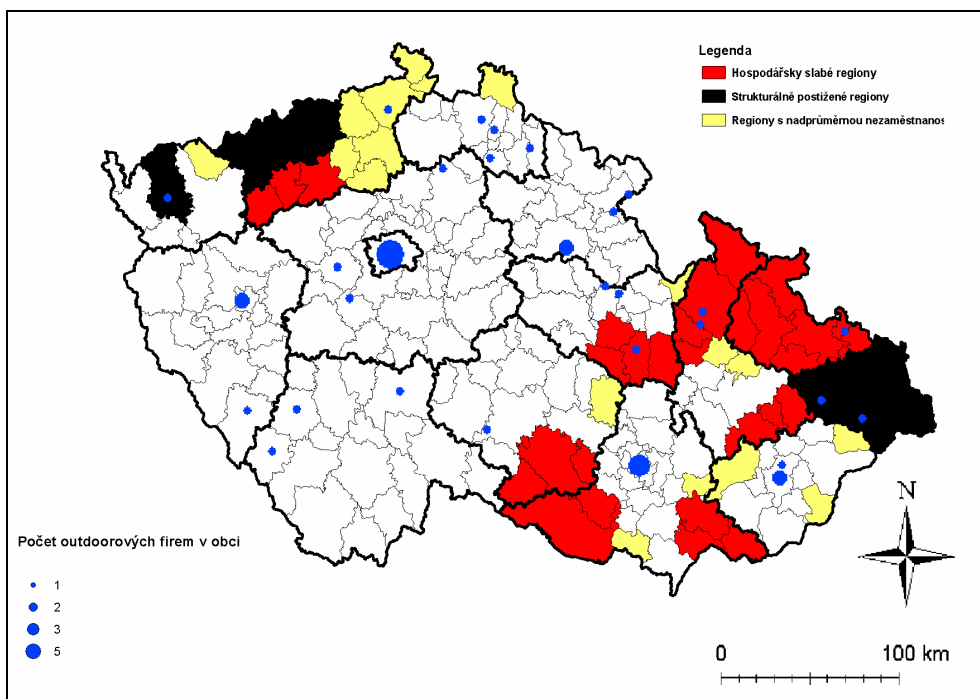 Legenda
Hospodářsky slabé regiony
Strukturálně postižené regiony
Regiony s nadprůměrnou nezaměstnanos
Počet outdoorových firem v obci
1
2
3
5
N
0 100 km